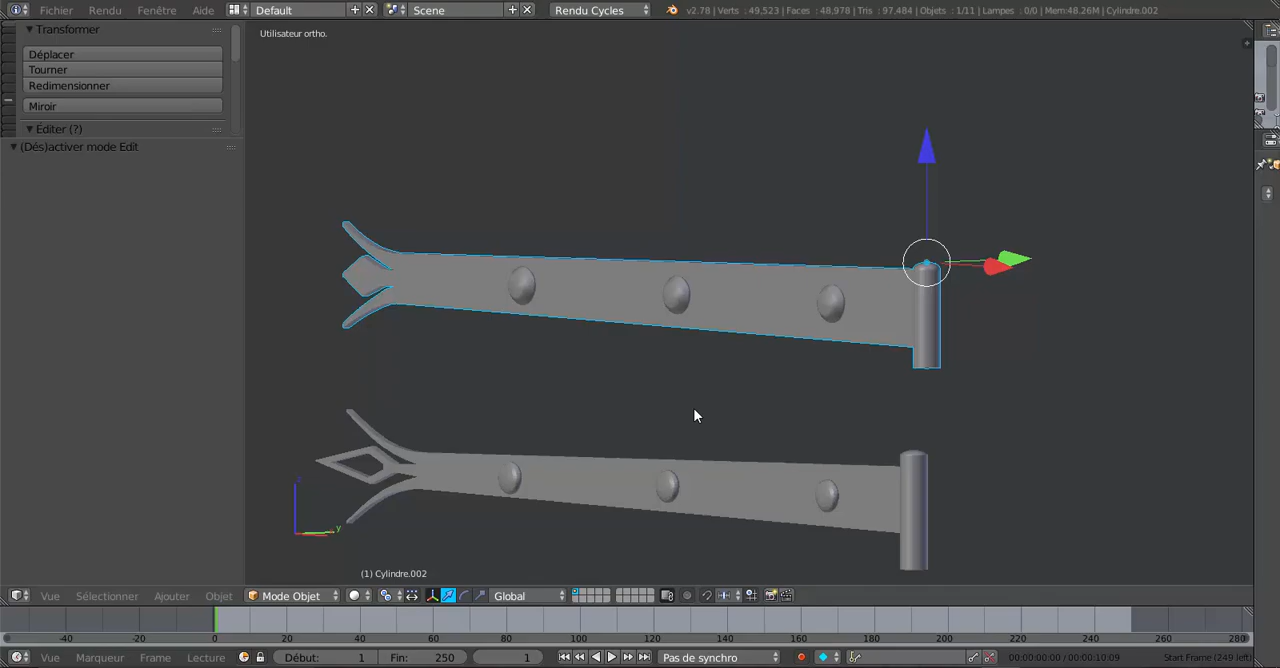 Fichier Rendu Fenêtre Aide Default Scene Rendu Cycles v2.78 | Verts : 49,523 | Faces : 48,978 | Tris : 97,484 | Objets : 1/11 | Lampes : 0/0 | Mem:48.26M | Cylindre.002
Transformer
Déplacer
Tourner
Redimensionner
Miroir
Éditer (?)
(Dés)activer mode Edit
Utilisateur ortho.
y
(1) Cylindre.002
Vue Sélectionner Ajouter Objet Mode Objet Global
-40 -20 0 20 40 60 80 100 120 140 160 180 200 220 240 260 280
Vue Marqueur Frame Lecture Début: 1 Fin: 250 1 Pas de synchro 00:00:00:00 / 00:00:10:09 Start Frame (249 left)